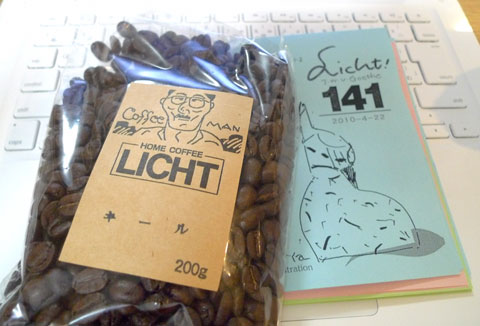 Coffee MAN
HOME COFFEE
LICHT
キール
200g
Licht!
141
2010-4-22